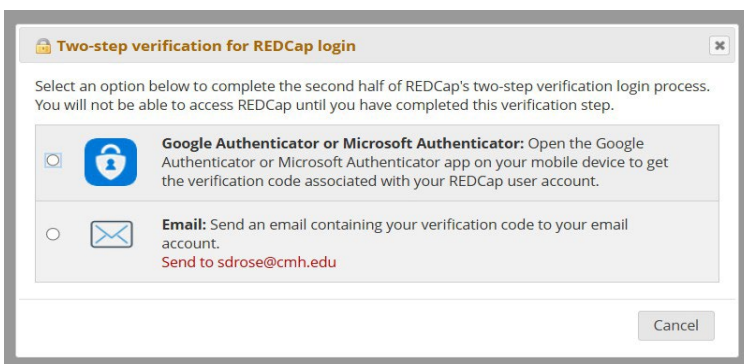 Two-step verification for REDCap login
Select an option below to complete the second half of REDCap's two-step verification login process.
You will not be able to access REDCap until you have completed this verification step.
Google Authenticator or Microsoft Authenticator: Open the Google
Authenticator or Microsoft Authenticator app on your mobile device to get
the verification code associated with your REDCap user account.
Email: Send an email containing your verification code to your email
account.
Send to sdrose@cmh.edu
Cancel